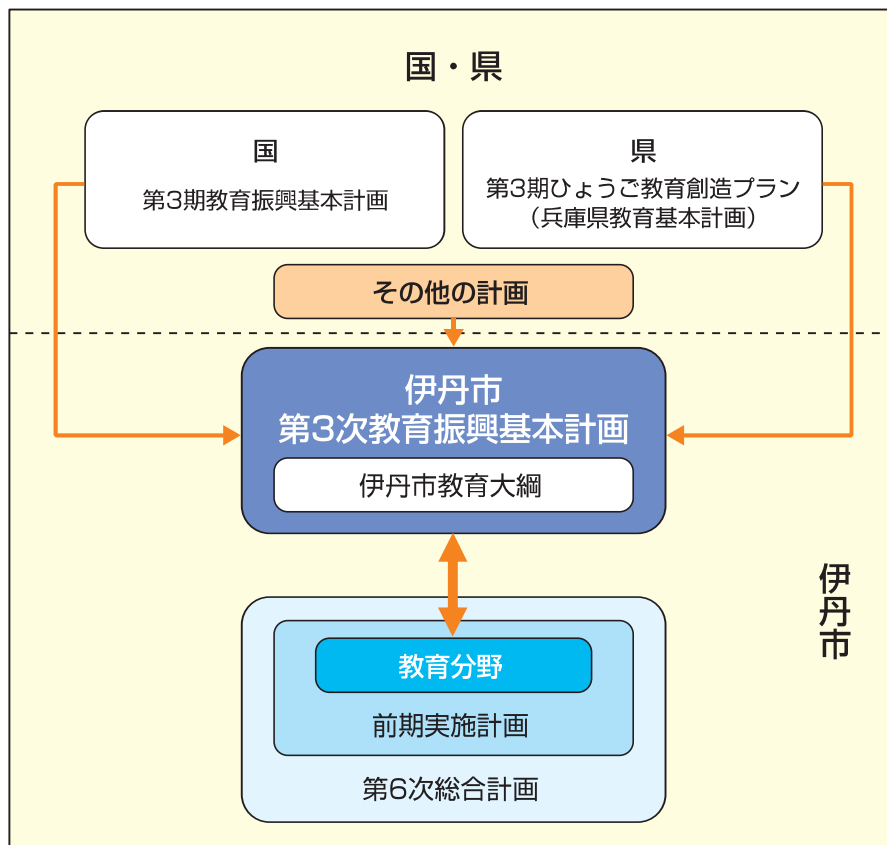 国・県
国
第3期教育振興基本計画
県
第3期ひょうご教育創造プラン
（兵庫県教育基本計画）
その他の計画
伊丹市
第3次教育振興基本計画
伊丹市教育大綱
伊丹市
教育分野
前期実施計画
第6次総合計画